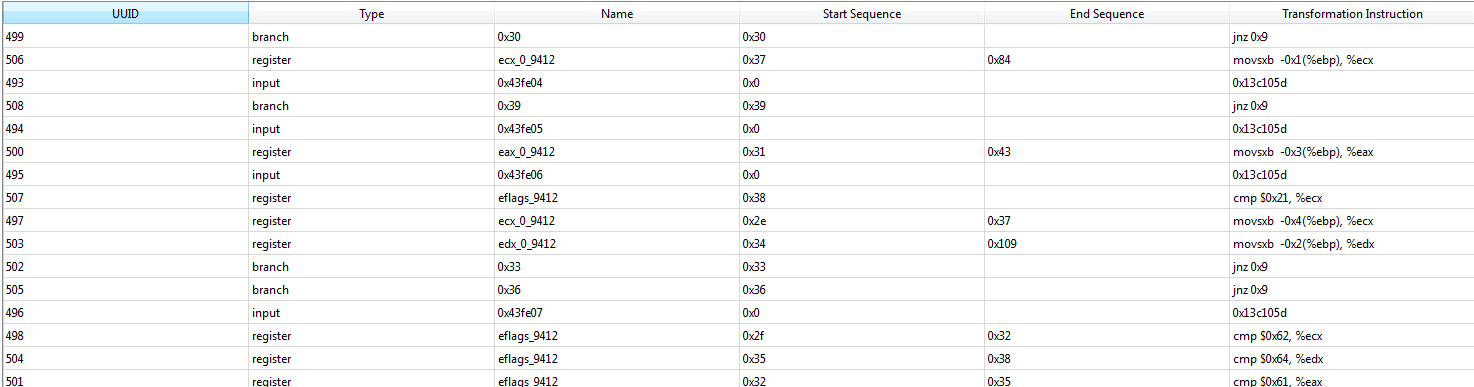 UUID Type Name Start Sequence End Sequence Transformation Instruction
499 branch 0x30 0x30 jnz 0x9
506 register ecx_0_9412 0x37 0x84 movsxb -0x1(%ebp), %ecx
493 input 0x43fe04 0x0 0x13c105d
508 branch 0x39 0x39 jnz 0x9
494 input 0x43fe05 0x0 0x13c105d
500 register eax_0_9412 0x31 0x43 movsxb -0x3(%ebp), %eax
495 input 0x43fe06 0x0 0x13c105d
507 register eflags_9412 0x38 cmp $0x21, %ecx
497 register ecx_0_9412 0x2e 0x37 movsxb -0x4(%ebp), %ecx
503 register edx_0_9412 0x34 0x109 movsxb -0x2(%ebp), %edx
502 branch 0x33 0x33 jnz 0x9
505 branch 0x36 0x36 jnz 0x9
496 input 0x43fe07 0x0 0x13c105d
498 register eflags_9412 0x2f 0x32 cmp $0x62, %ecx
504 register eflags_9412 0x35 0x38 cmp $0x64, %edx
501 register eflags_9412 0x32 0x35 cmp $0x61, %eax